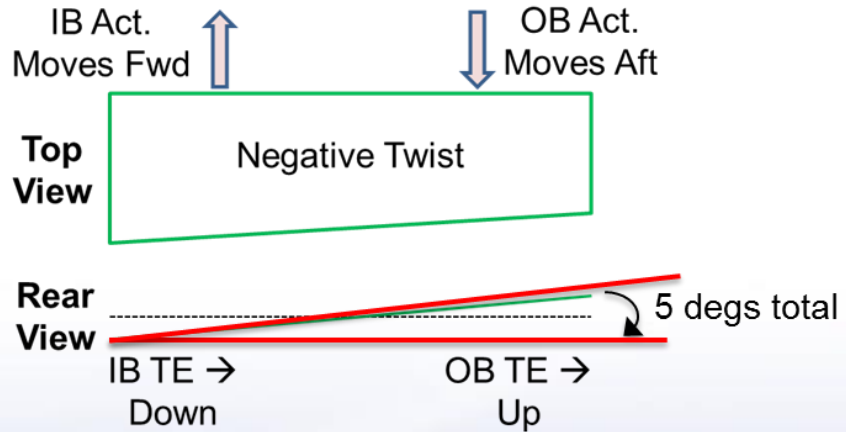 IB Act.
Moves Fwd
OB Act.
Moves Aft
Top
View
Negative Twist
Rear
View
5 degs total
IB TE →
Down
OB TE →
Up